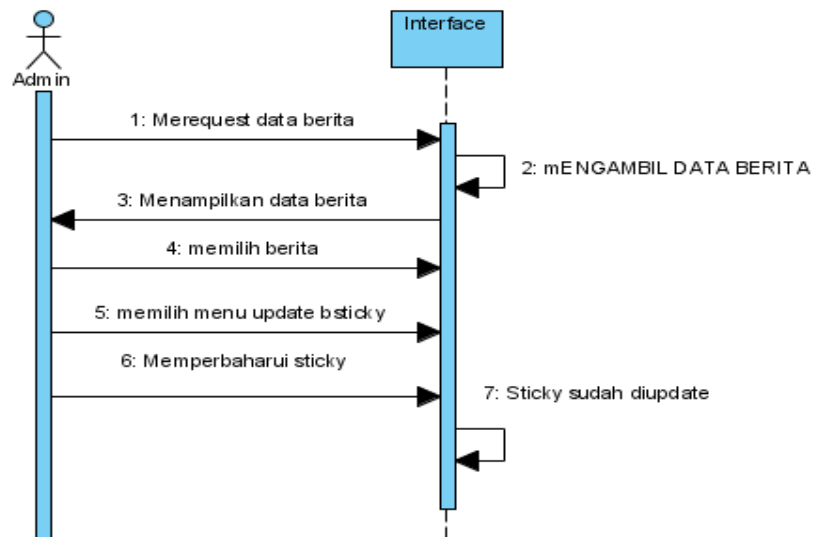 Interface
Admin
1: Merequest data berita
2: mENGAMBIL DATA BERITA
3: Menampilkan data berita
4: memilih berita
5: memilih menu update bsticky
6: Memperbaharui sticky
7: Sticky sudah diupdate